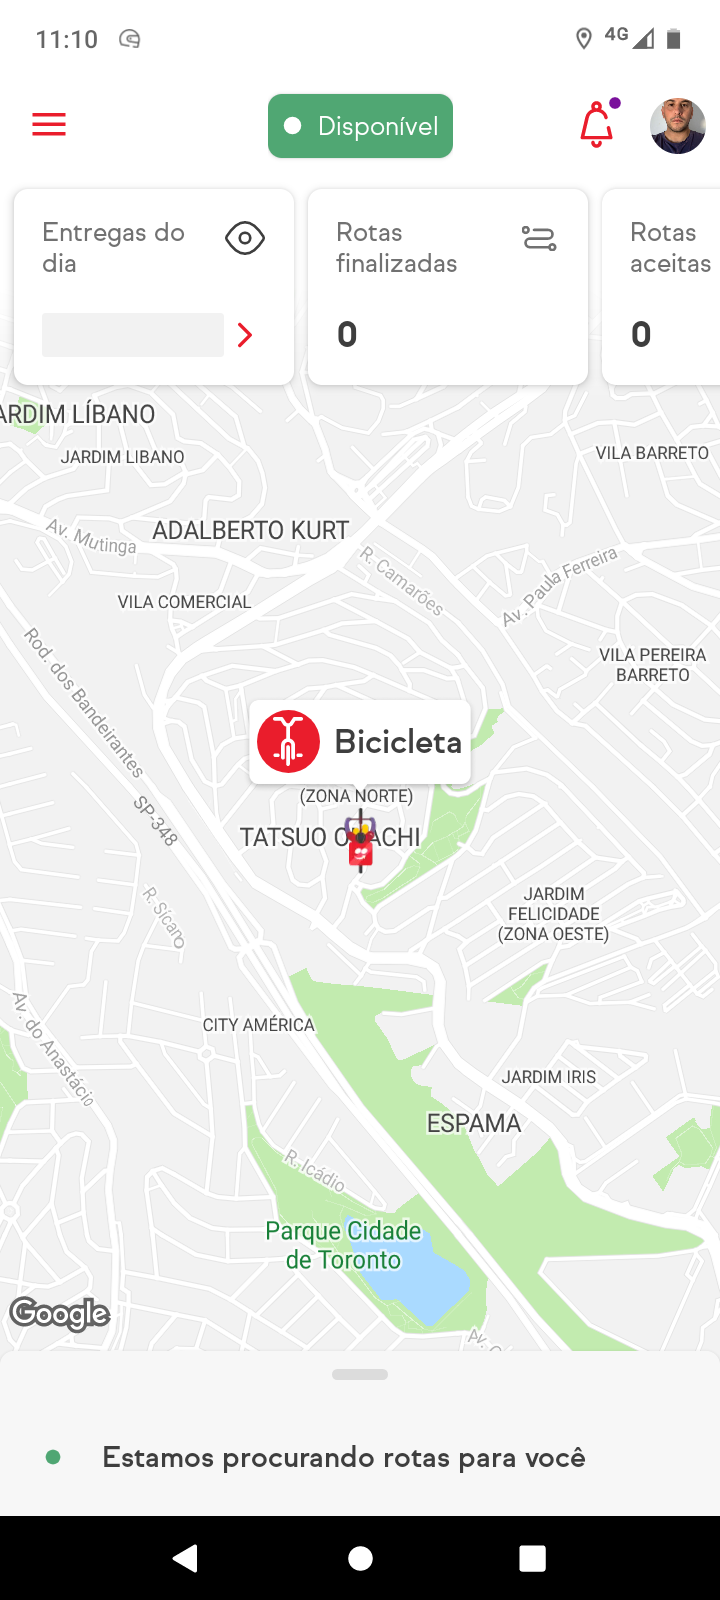 11:10
4G
Disponível
Entregas do
dia
Rotas
finalizadas
0
Rotas
aceitas
0
ARDIM LÍBANO
JARDIM LIBANO
VILA BARRETO
Av. Mutinga
ADALBERTO KURT
R. Camarões
Av. Paula Ferreira
VILA COMERCIAL
Rod. dos Bandeirantes
VILA PEREIRA
BARRETO
Bicicleta
(ZONA NORTE)
SP-348
TATSUO O ACHI
R. Sícano
JARDIM
FELICIDADE
(ZONA OESTE)
Av. do Anastácio
CITY AMÉRICA
JARDIM IRIS
ESPAMA
R. Icádio
Parque Cidade
de Toronto
Google
Av.
Estamos procurando rotas para você